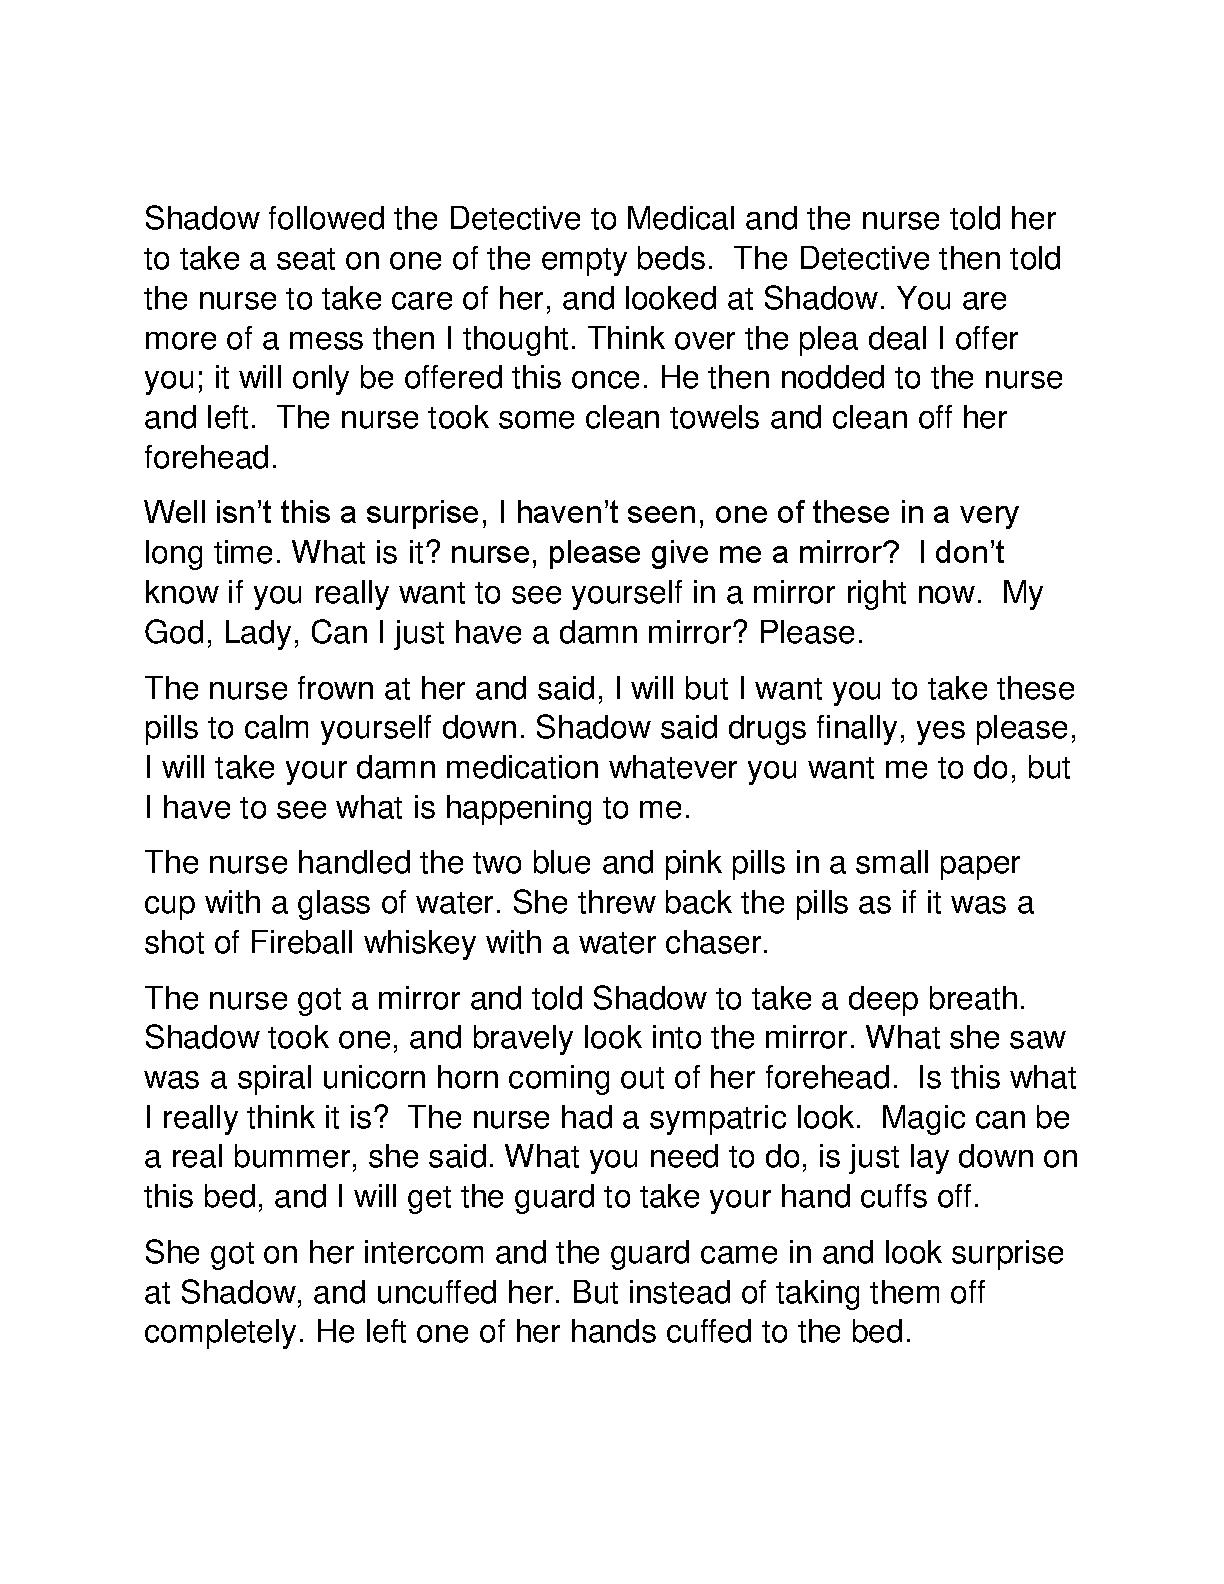 Shadow followed the Detective to Medical and the nurse told her
to take a seat on one of the empty beds.  The Detective then told
the nurse to take care of her, and looked at Shadow. You are
more of a mess then I thought. Think over the plea deal I offer
you; it will only be offered this once. He then nodded to the nurse
and left.  The nurse took some clean towels and clean off her
forehead.
Well isn’t this a surprise, I haven’t seen, one of these in a very
long time. What is it? nurse, please give me a mirror?  I don’t
know if you really want to see yourself in a mirror right now.  My
God, Lady, Can I just have a damn mirror? Please.
The nurse frown at her and said, I will but I want you to take these
pills to calm yourself down. Shadow said drugs finally, yes please,
I will take your damn medication whatever you want me to do, but
I have to see what is happening to me.
The nurse handled the two blue and pink pills in a small paper
cup with a glass of water. She threw back the pills as if it was a
shot of Fireball whiskey with a water chaser.
The nurse got a mirror and told Shadow to take a deep breath.
Shadow took one, and bravely look into the mirror. What she saw
was a spiral unicorn horn coming out of her forehead.  Is this what
I really think it is?  The nurse had a sympatric look.  Magic can be
a real bummer, she said. What you need to do, is just lay down on
this bed, and I will get the guard to take your hand cuffs off.
She got on her intercom and the guard came in and look surprise
at Shadow, and uncuffed her. But instead of taking them off
completely. He left one of her hands cuffed to the bed.